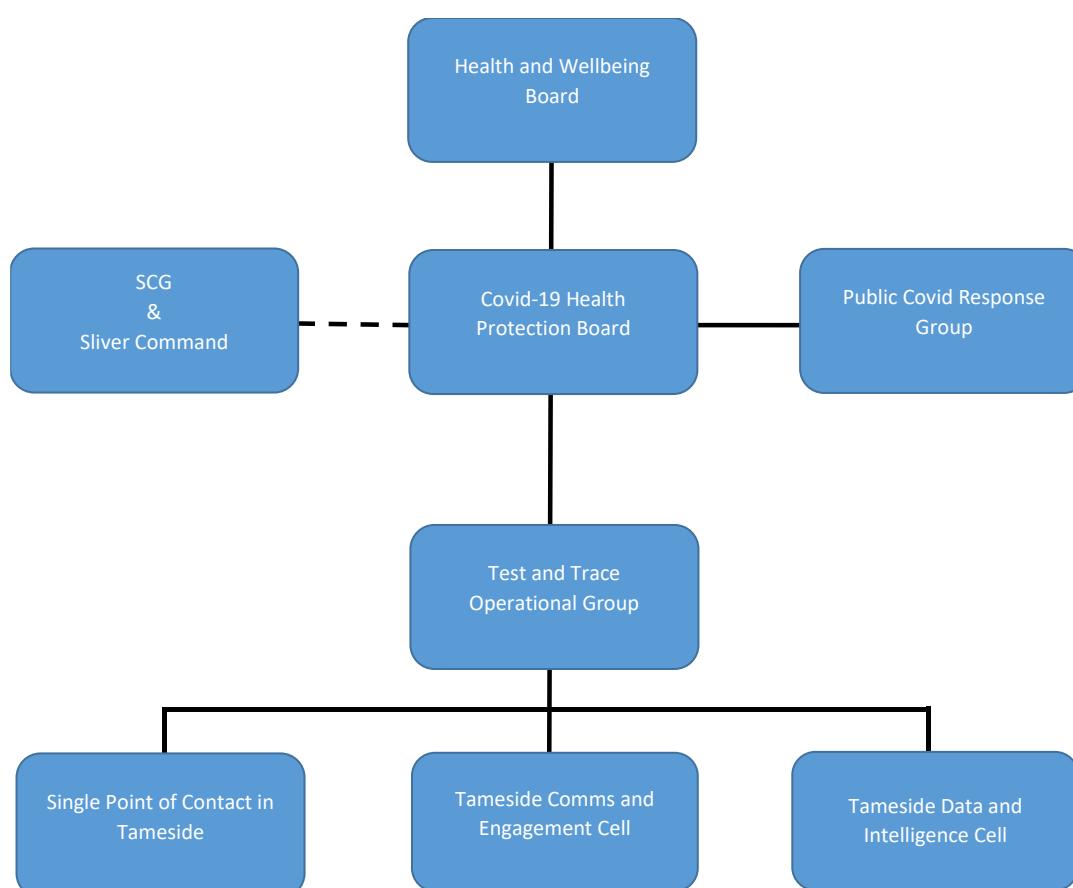 Health and Wellbeing
Board
SCG
&
Sliver Command
Covid-19 Health
Protection Board
Public Covid Response
Group
Test and Trace
Operational Group
Single Point of Contact in
Tameside
Tameside Comms and
Engagement Cell
Tameside Data and
Intelligence Cell